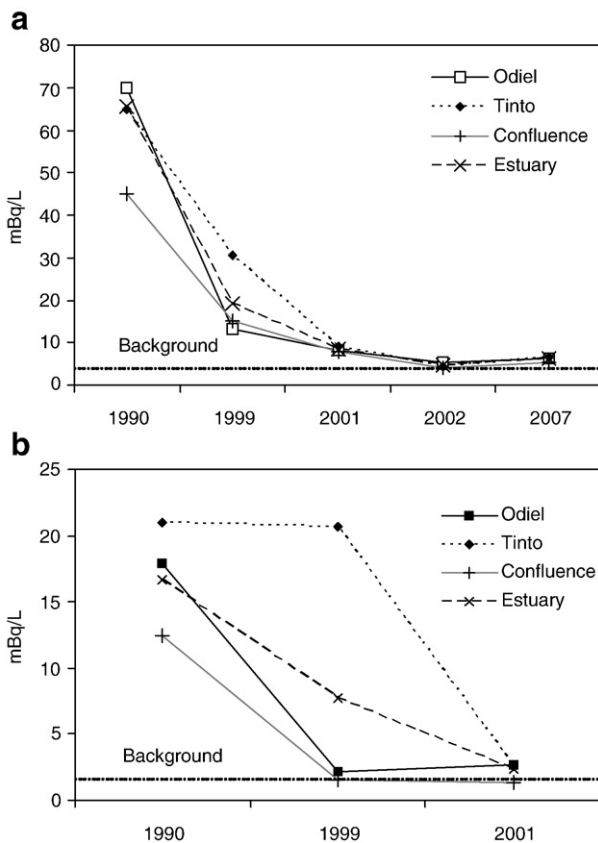 a
80
70
60
50
40
30
20
10
0
mBq/L
Odiel
Tinto
Confluence
Estuary
Background
1990 1999 2001 2002 2007
b
25
20
15
10
5
0
mBq/L
Odiel
Tinto
Confluence
Estuary
Background
1990 1999 2001